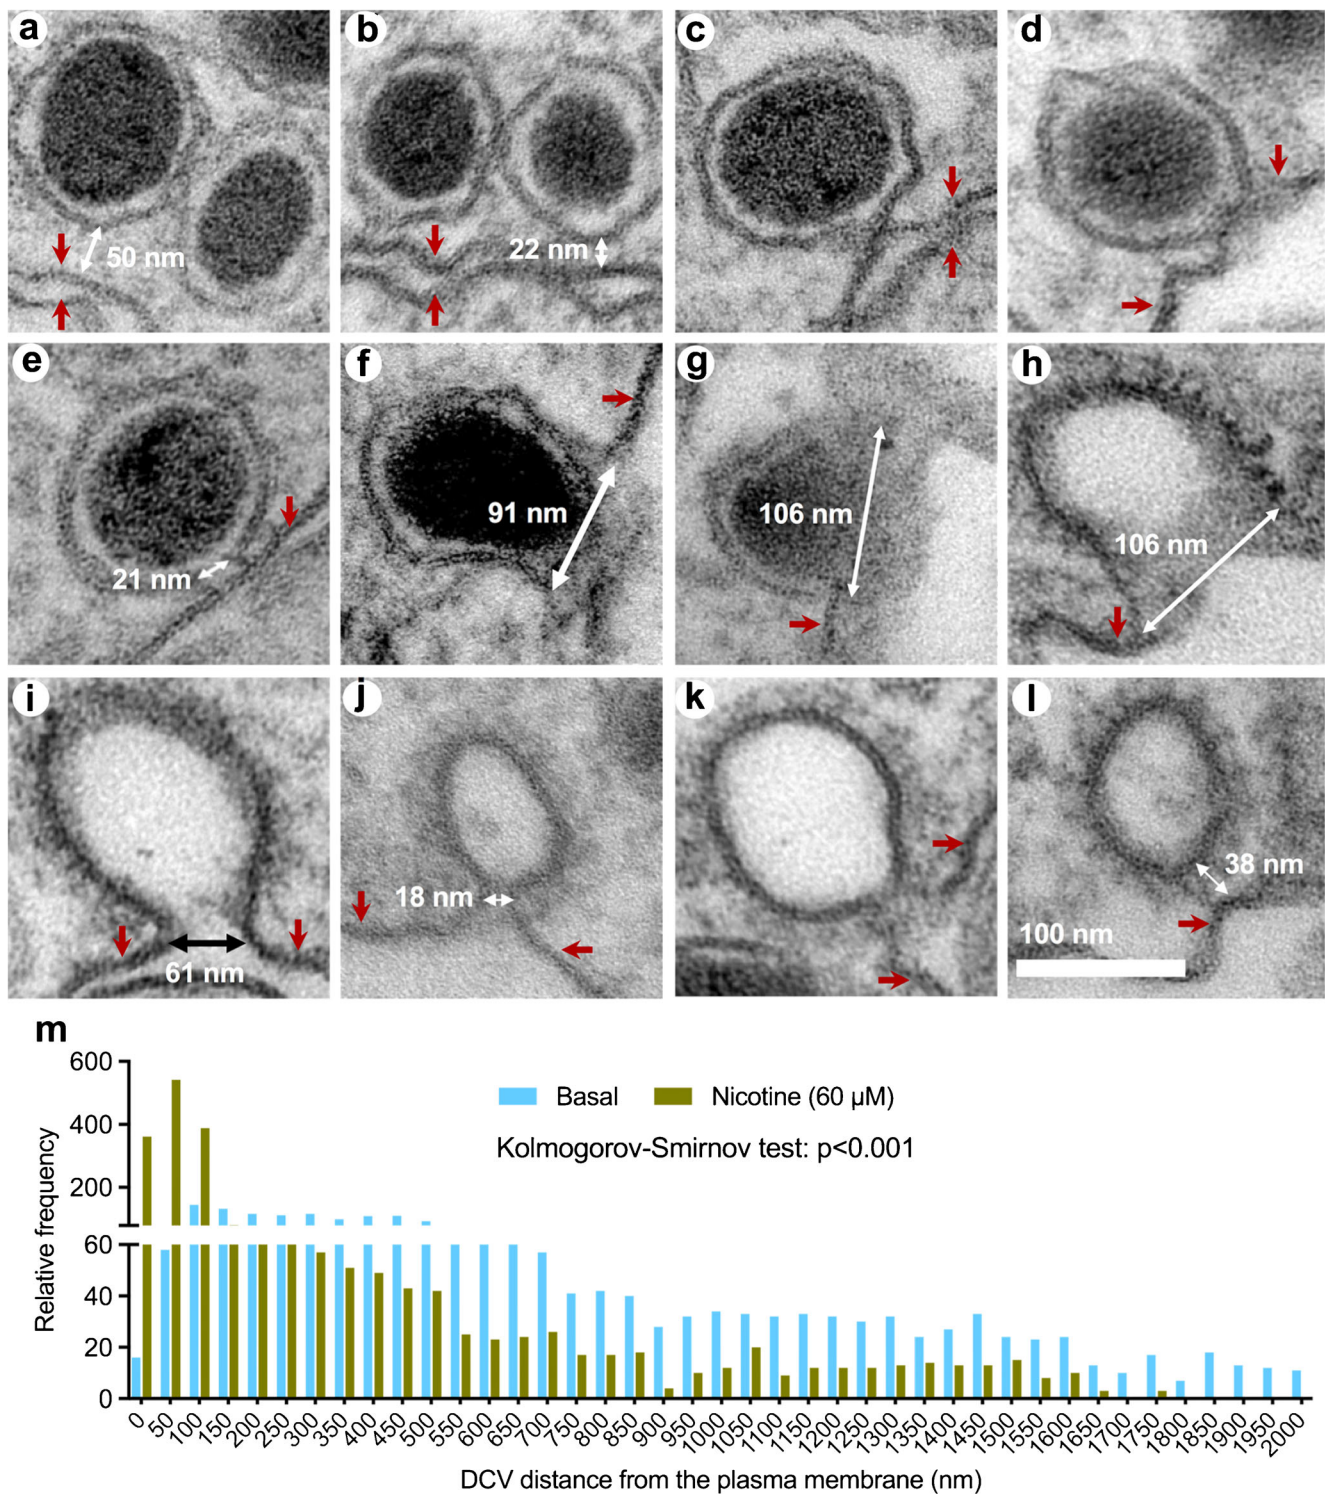 a b c d
50 nm
22 nm
e f g h
21 nm
91 nm
106 nm
106 nm
i j k l
61 nm
18 nm
38 nm
100 nm
m
600
400
200
60
40
20
0
Relative frequency
Basal Nicotine (60 µM)
Kolmogorov-Smirnov test: p<0.001
0 50 100 150 200 250 300 350 400 450 500 550 600 650 700 750 800 850 900 950 1000 1050 1100 1150 1200 1250 1300 1350 1400 1450 1500 1550 1600 1650 1700 1750 1800 1850 1900 1950 2000
DCV distance from the plasma membrane (nm)